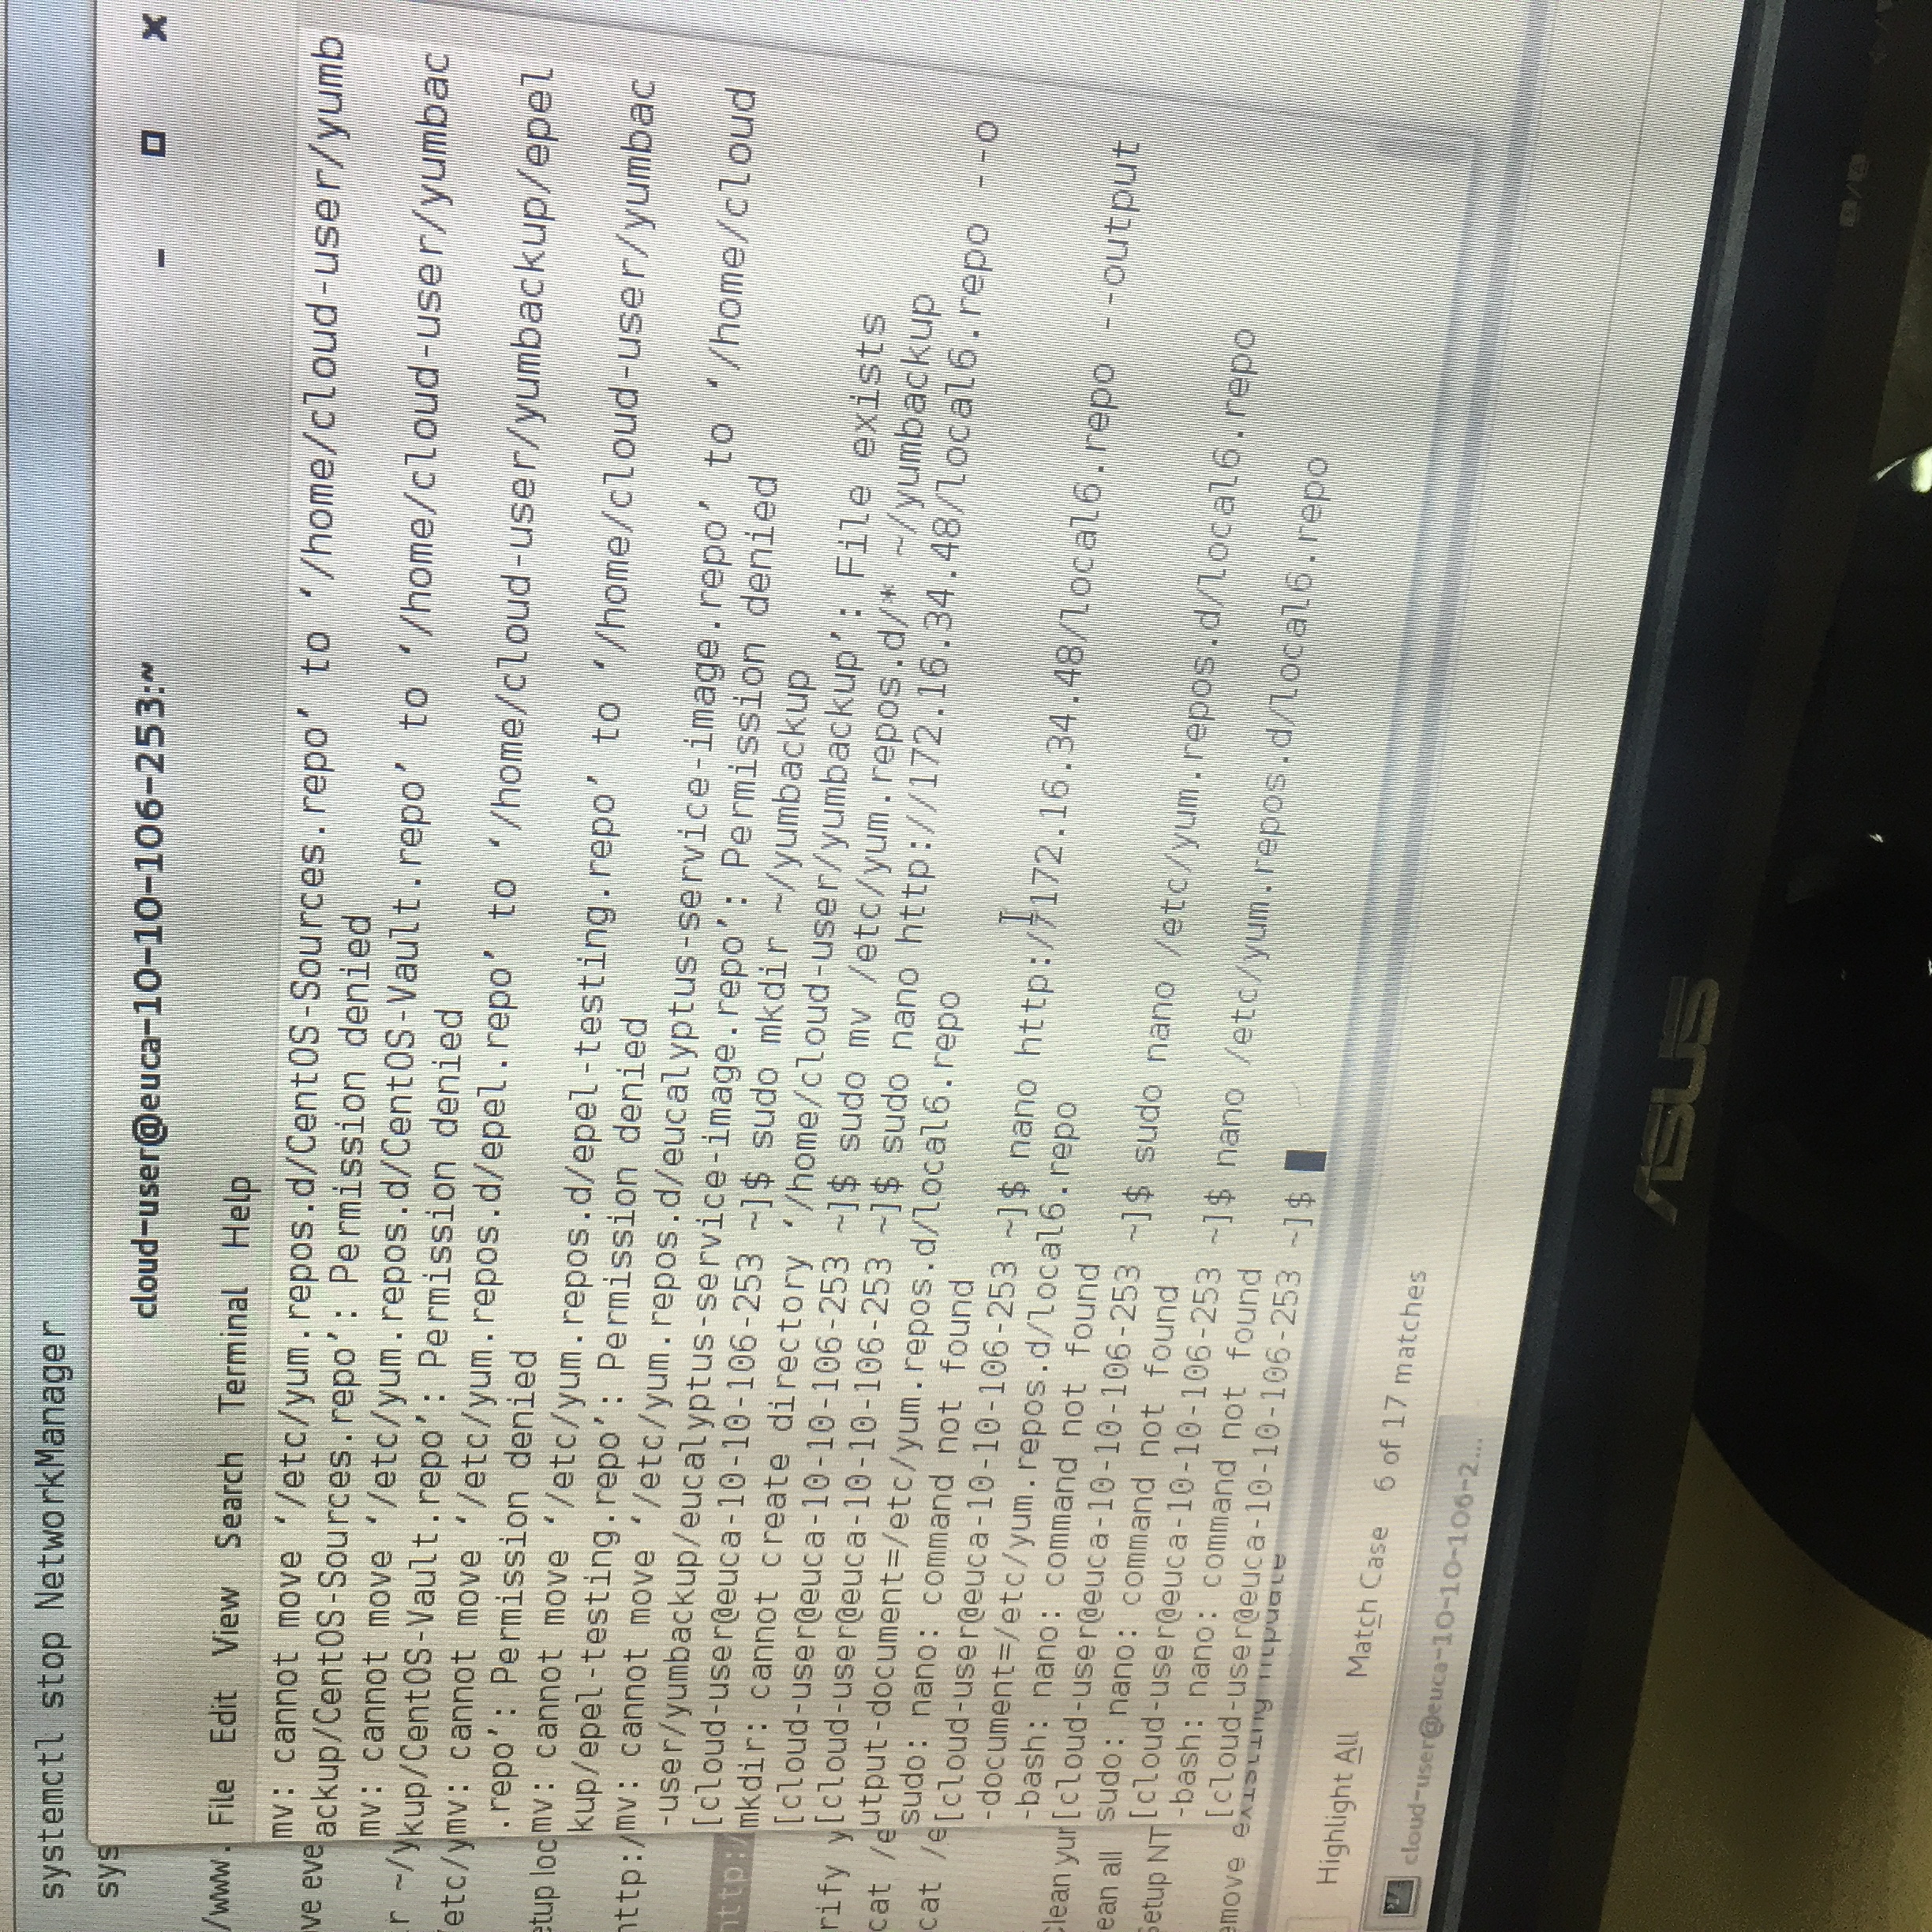 systemctl stop NetworkManager
sys
cloud-user@euca-10-10-106-253:~
/www.
File Edit View Search Terminal Help
mv: cannot move ‘/etc/yum.repos.d/CentOS-Sources.repo’ to ‘/home/cloud-user/yumb
ve eve
ackup/CentOS-Sources.repo’: Permission denied
mv: cannot move ‘/etc/yum.repos.d/CentOS-Vault.repo’ to ‘/home/cloud-user/yumbac
r ~/y
kup/CentOS-Vault.repo’: Permission denied
etc/y
mv: cannot move ‘/etc/yum.repos.d/epel.repo’ to ‘/home/cloud-user/yumbackup/epel
.repo’: Permission denied
etup loc
mv: cannot move ‘/etc/yum.repos.d/epel-testing.repo’ to ‘/home/cloud-user/yumbac
kup/epel-testing.repo’: Permission denied
http:/
mv: cannot move ‘/etc/yum.repos.d/eucalyptus-service-image.repo’ to ‘/home/cloud
-user/yumbackup/eucalyptus-service-image.repo’: Permission denied
http:/
[cloud-user@euca-10-10-106-253 ~]$ sudo mkdir ~/yumbackup
mkdir: cannot create directory ‘/home/cloud-user/yumbackup’: File exists
[cloud-user@euca-10-10-106-253 ~]$ sudo mv /etc/yum.repos.d/* ~/yumbackup
rify y
[cloud-user@euca-10-10-106-253 ~]$ sudo nano http://172.16.34.48/local6.repo --o
cat /e
utput-document=/etc/yum.repos.d/local6.repo
sudo: nano: command not found
cat /e
[cloud-user@euca-10-10-106-253 ~]$ nano http://172.16.34.48/local6.repo --output
-document=/etc/yum.repos.d/local6.repo
-bash: nano: command not found
Clean yur
[cloud-user@euca-10-10-106-253 ~]$ sudo nano /etc/yum.repos.d/local6.repo
ean all
sudo: nano: command not found
Setup NT
[cloud-user@euca-10-10-106-253 ~]$ nano /etc/yum.repos.d/local6.repo
-bash: nano: command not found
[cloud-user@euca-10-10-106-253 ~]$
emove existing ntpdate
Highlight All Match Case 6 of 17 matches
cloud-user@euca-10-10-106-2...
ASUS